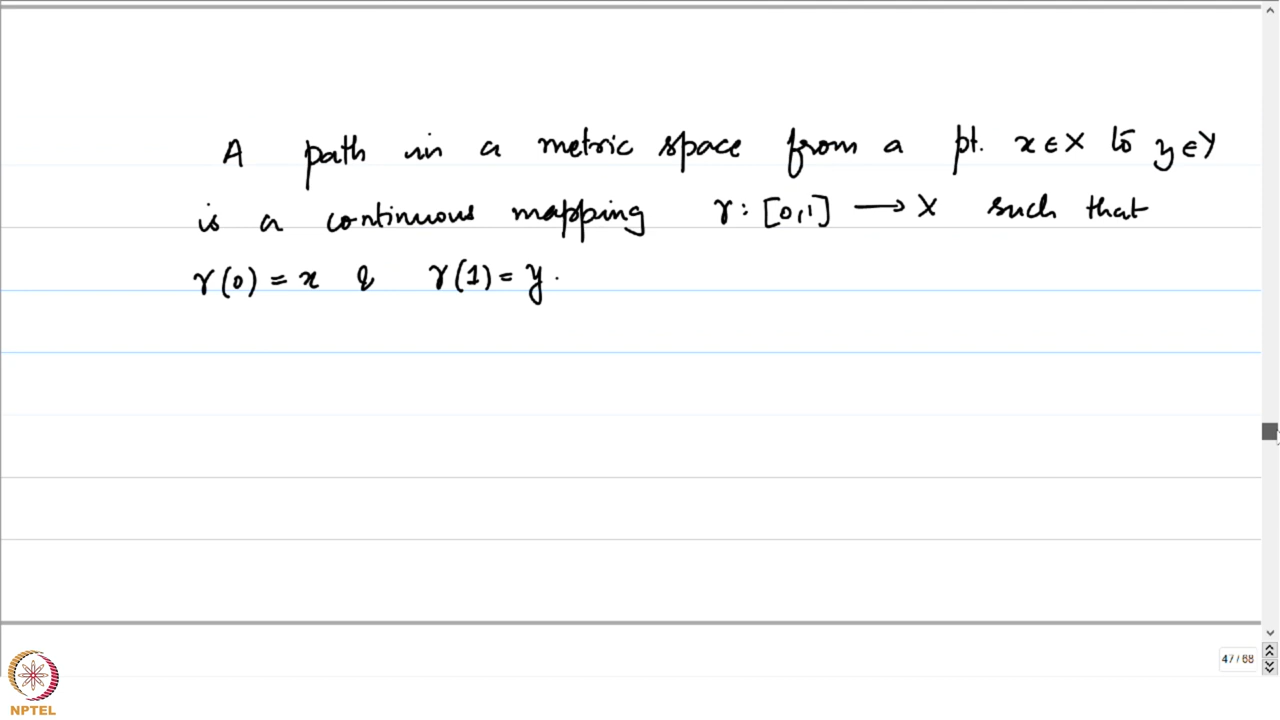 A path in a metric space from a pt. x ∈ X to y ∈ Y
is a continuous mapping γ : [0,1] ⟶ X such that
γ(0) = x & γ(1) = y.
47 / 68
NPTEL